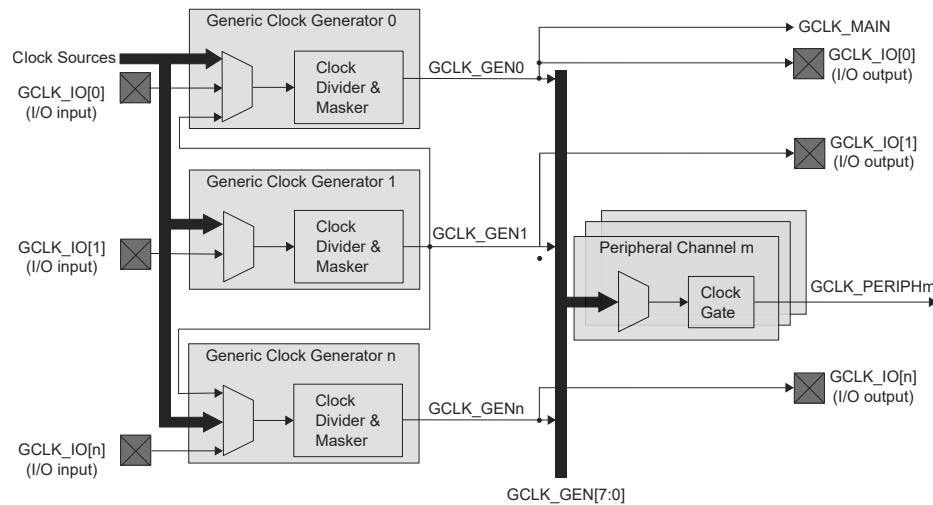 Generic Clock Generator 0
Clock Sources
GCLK_IO[0]
(I/O input)
Clock
Divider &
Masker
GCLK_GEN0
GCLK_MAIN
GCLK_IO[0]
(I/O output)
Generic Clock Generator 1
GCLK_IO[1]
(I/O input)
Clock
Divider &
Masker
GCLK_GEN1
GCLK_IO[1]
(I/O output)
Peripheral Channel m
Clock
Gate
GCLK_PERIPHm
Generic Clock Generator n
GCLK_IO[n]
(I/O input)
Clock
Divider &
Masker
GCLK_GENn
GCLK_IO[n]
(I/O output)
GCLK_GEN[7:0]